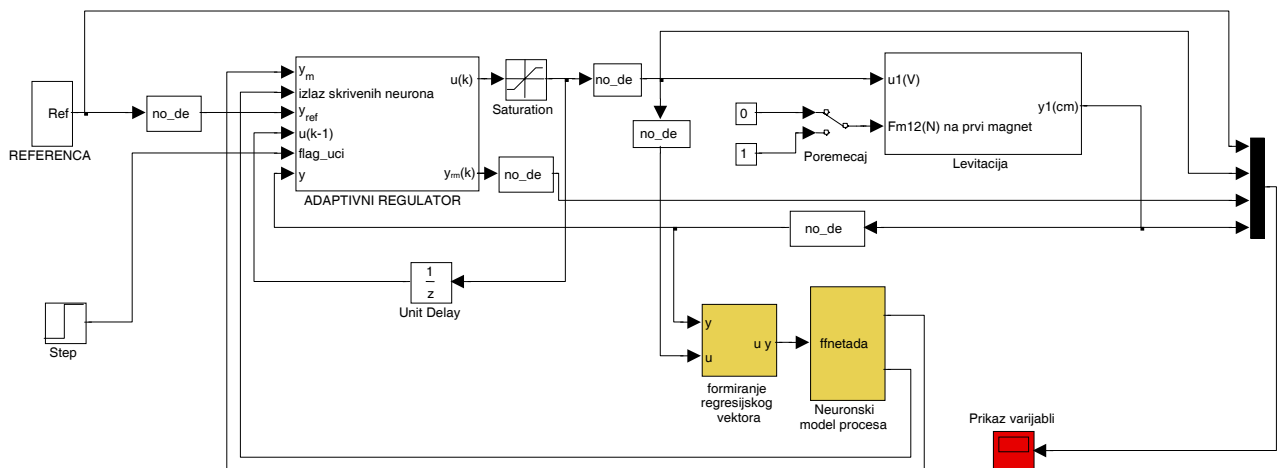 Ref
REFERENCA
no_de
y_m
izlaz skrivenih neurona
y_ref
u(k-1)
flag_uci
y
u(k)
y_rm(k)
ADAPTIVNI REGULATOR
Saturation
no_de
no_de
no_de
0
1
Poremecaj
u1(V)
Fm12(N) na prvi magnet
y1(cm)
Levitacija
no_de
1
z
Unit Delay
Step
y
u
u y
formiranje
regresijskog
vektora
ffnetada
Neuronski
model procesa
Prikaz varijabli